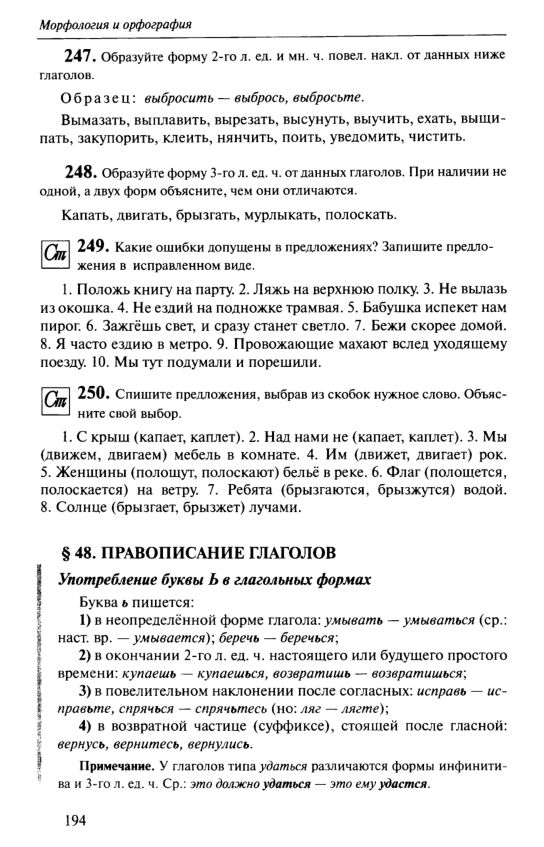 Морфология и орфография
247. Образуйте форму 2-го л. ед. и мн. ч. повел. накл. от данных ниже
глаголов.
Образец: выбросить — выбрось, выбросьте.
Вымазать, выплавить, вырезать, высунуть, выучить, ехать, выщи-
пать, закупорить, клеить, нянчить, поить, уведомить, чистить.
248. Образуйте форму 3-го л. ед. ч. от данных глаголов. При наличии не
одной, а двух форм объясните, чем они отличаются.
Капать, двигать, брызгать, мурлыкать, полоскать.
Ст 249. Какие ошибки допущены в предложениях? Запишите предло-
жения в исправленном виде.
1. Положь книгу на парту. 2. Ляжь на верхнюю полку. 3. Не вылазь
из окошка. 4. Не ездий на подножке трамвая. 5. Бабушка испекет нам
пирог. 6. Зажгёшь свет, и сразу станет светло. 7. Бежи скорее домой.
8. Я часто ездию в метро. 9. Провожающие махают вслед уходящему
поезду. 10. Мы тут подумали и порешили.
Ст 250. Спишите предложения, выбрав из скобок нужное слово. Объяс-
ните свой выбор.
1. С крыш (капает, каплет). 2. Над нами не (капает, каплет). 3. Мы
(движем, двигаем) мебель в комнате. 4. Им (движет, двигает) рок.
5. Женщины (полощут, полоскают) бельё в реке. 6. Флаг (полощется,
полоскается) на ветру. 7. Ребята (брызгаются, брызжутся) водой.
8. Солнце (брызгает, брызжет) лучами.
§ 48. ПРАВОПИСАНИЕ ГЛАГОЛОВ
Употребление буквы Ь в глагольных формах
Буква ь пишется:
1) в неопределённой форме глагола: умывать — умываться (ср.:
наст. вр. — умывается); беречь — беречься;
2) в окончании 2-го л. ед. ч. настоящего или будущего простого
времени: купаешь — купаешься, возвратишь — возвратишься;
3) в повелительном наклонении после согласных: исправь — ис-
правьте, спрячься — спрячьтесь (но: ляг — лягте);
4) в возвратной частице (суффиксе), стоящей после гласной:
вернусь, вернитесь, вернулись.
Примечание. У глаголов типа удаться различаются формы инфинити-
ва и 3-го л. ед. ч. Ср.: это должно удаться — это ему удастся.
194